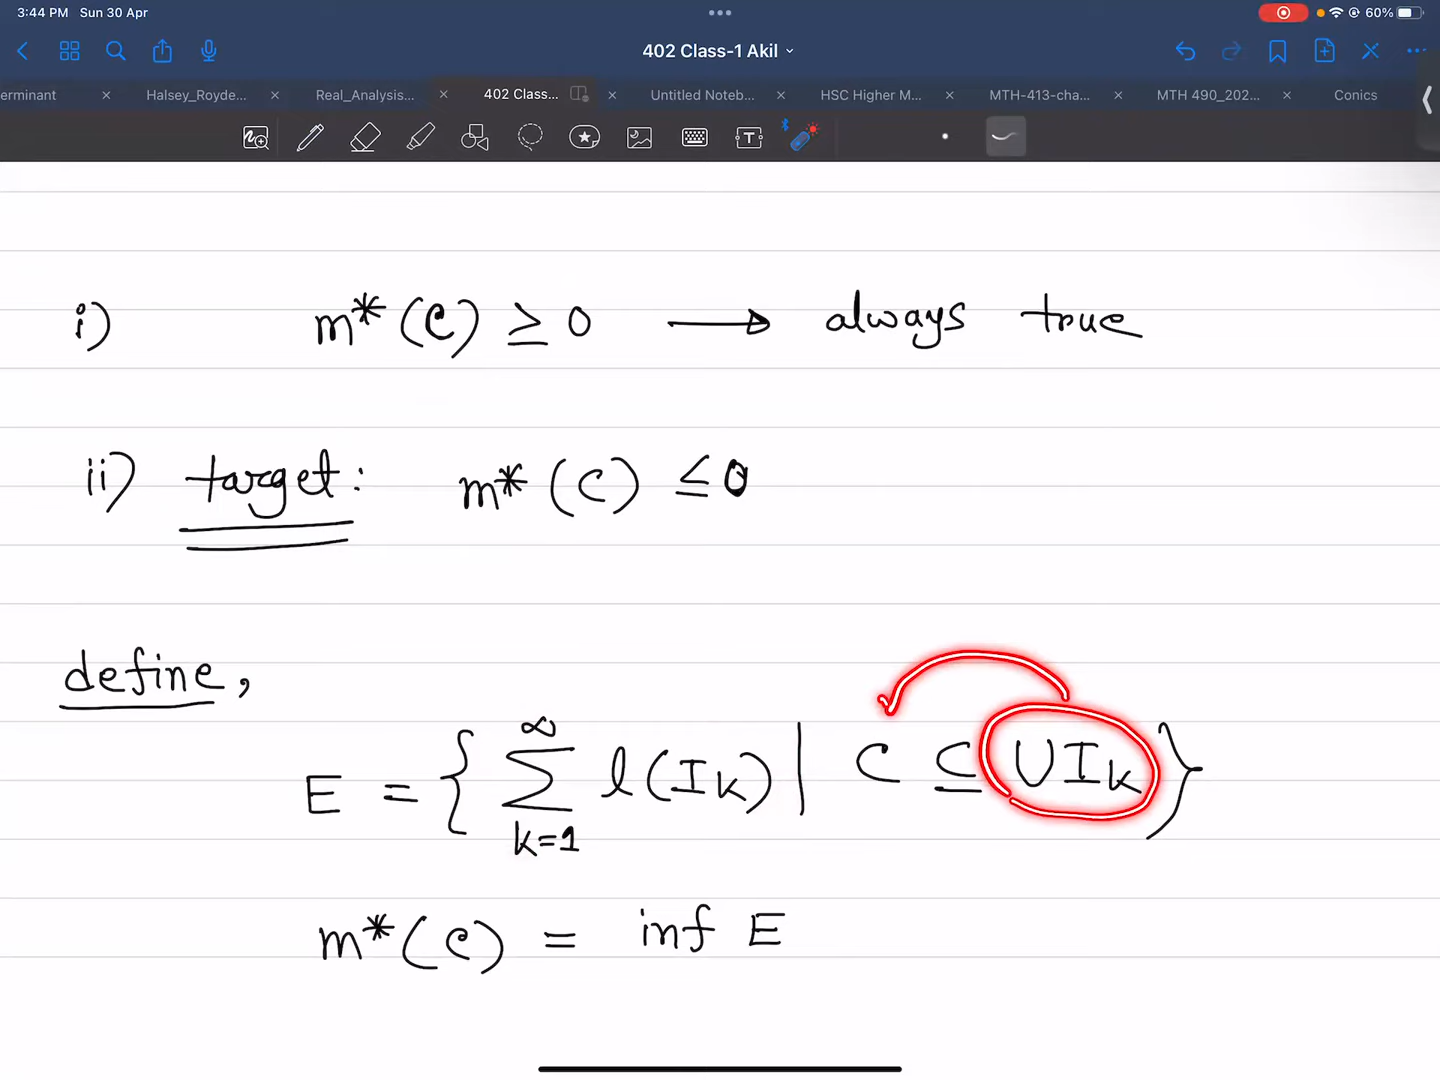 3:44 PM Sun 30 Apr 60%
402 Class-1 Akil
erminant Halsey_Royde... Real_Analysis... 402 Class... Untitled Noteb... HSC Higher M... MTH-413-cha... MTH 490_202... Conics
i) m*(C) ≥ 0 ⟶ always true
ii) target: m*(C) ≤ 0
define,
E = { ∑_{k=1}^{∞} l(I_k) | C ⊆ ∪I_k }
m*(C) = inf E